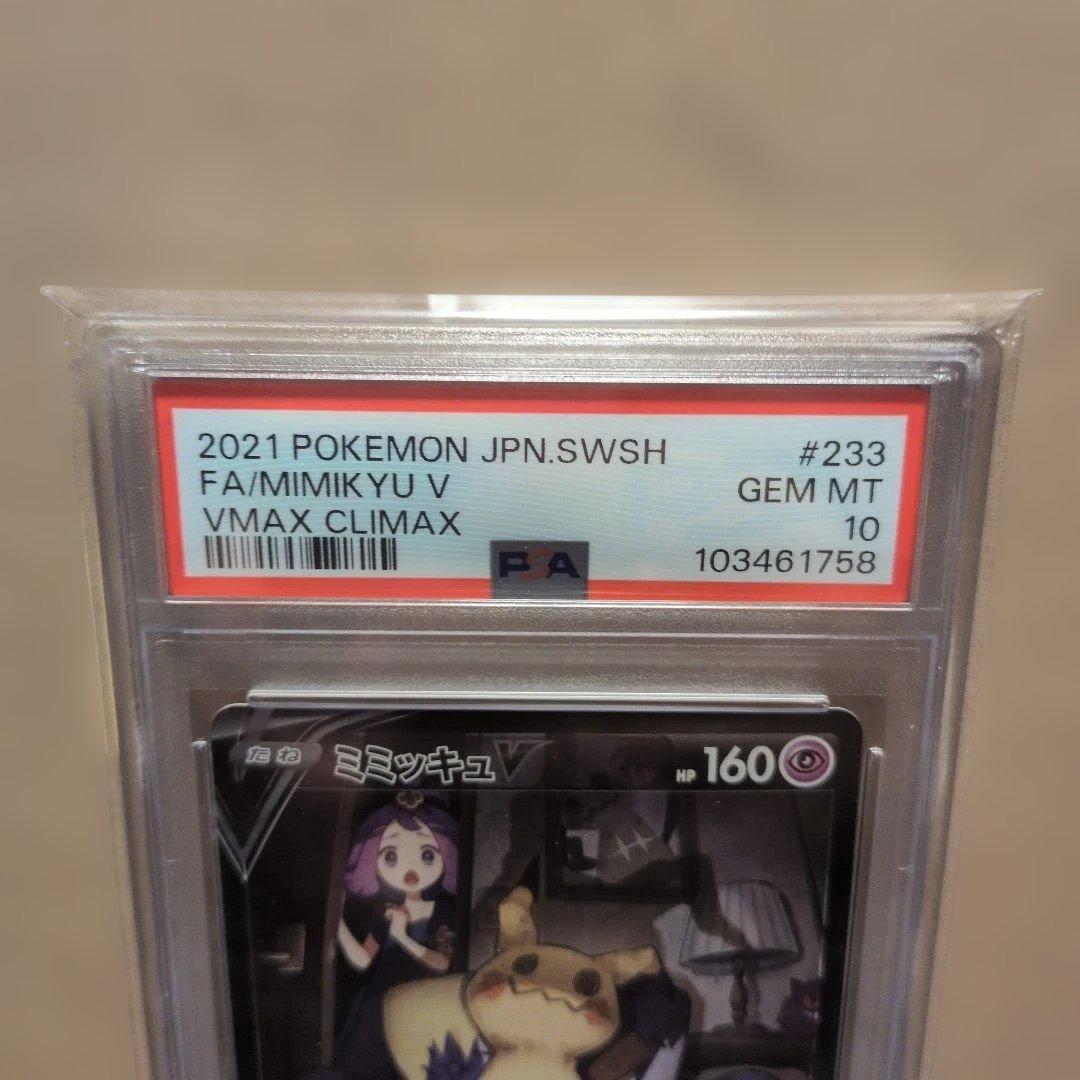 2021 POKEMON JPN.SWSH #233
FA/MIMIKYU V GEM MT
VMAX CLIMAX 10
103461758
PSA
たね ミミッキュV HP 160